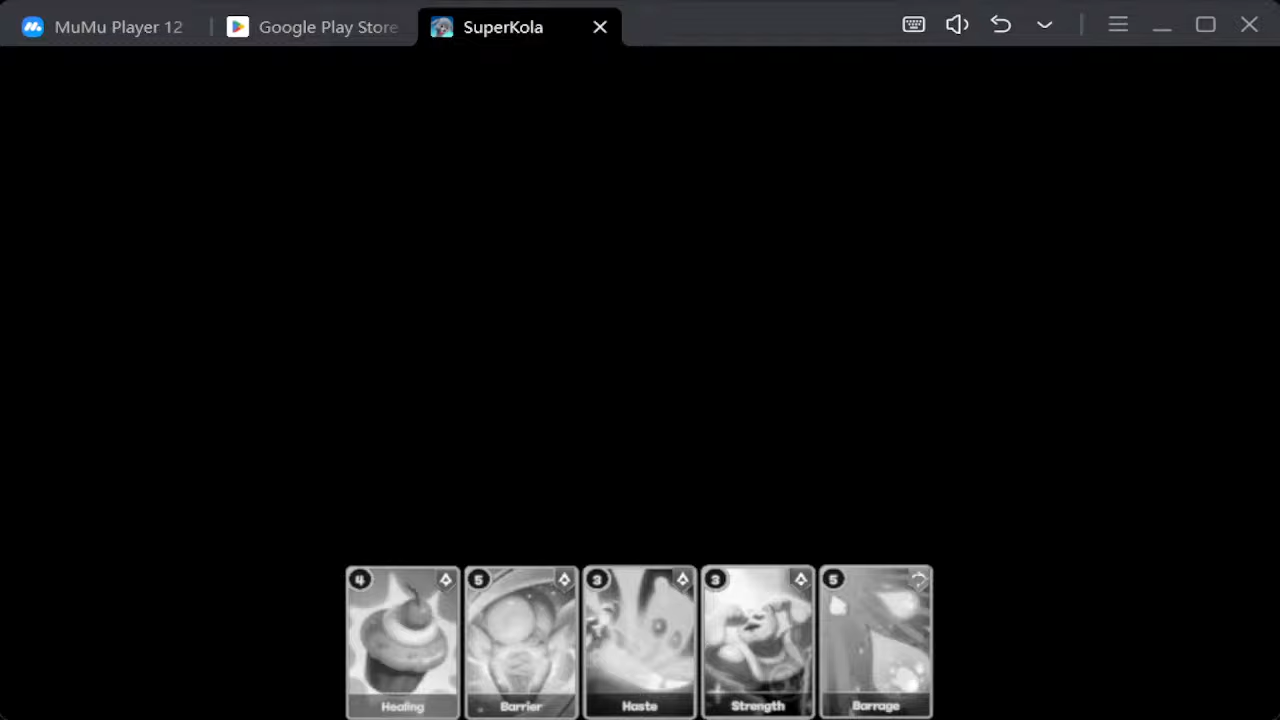 MuMu Player 12
Google Play Store
SuperKola
4
5
3
3
5
Healing
Barrier
Haste
Strength
Barrage